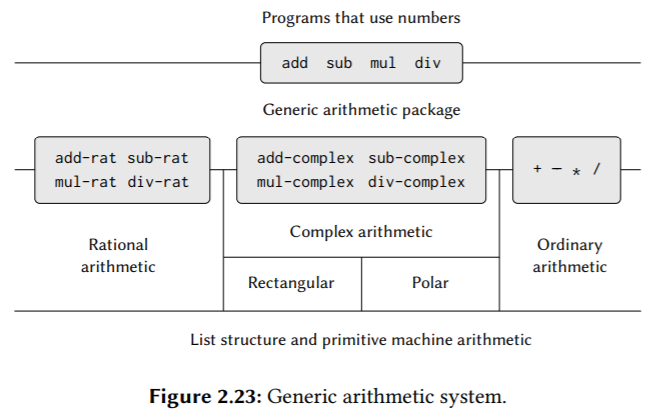 Programs that use numbers
add sub mul div
Generic arithmetic package
add-rat sub-rat
mul-rat div-rat
add-complex sub-complex
mul-complex div-complex
+ − * /
Rational
arithmetic
Complex arithmetic
Ordinary
arithmetic
Rectangular
Polar
List structure and primitive machine arithmetic
Figure 2.23: Generic arithmetic system.